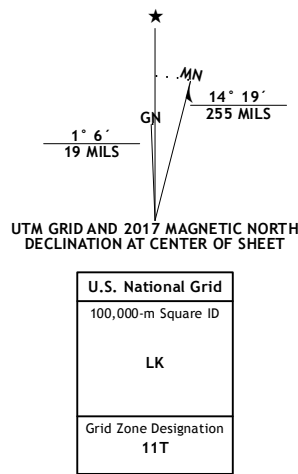 MN
GN
14° 19´
255 MILS
1° 6´
19 MILS
UTM GRID AND 2017 MAGNETIC NORTH
DECLINATION AT CENTER OF SHEET
U.S. National Grid
100,000-m Square ID
LK
Grid Zone Designation
11T